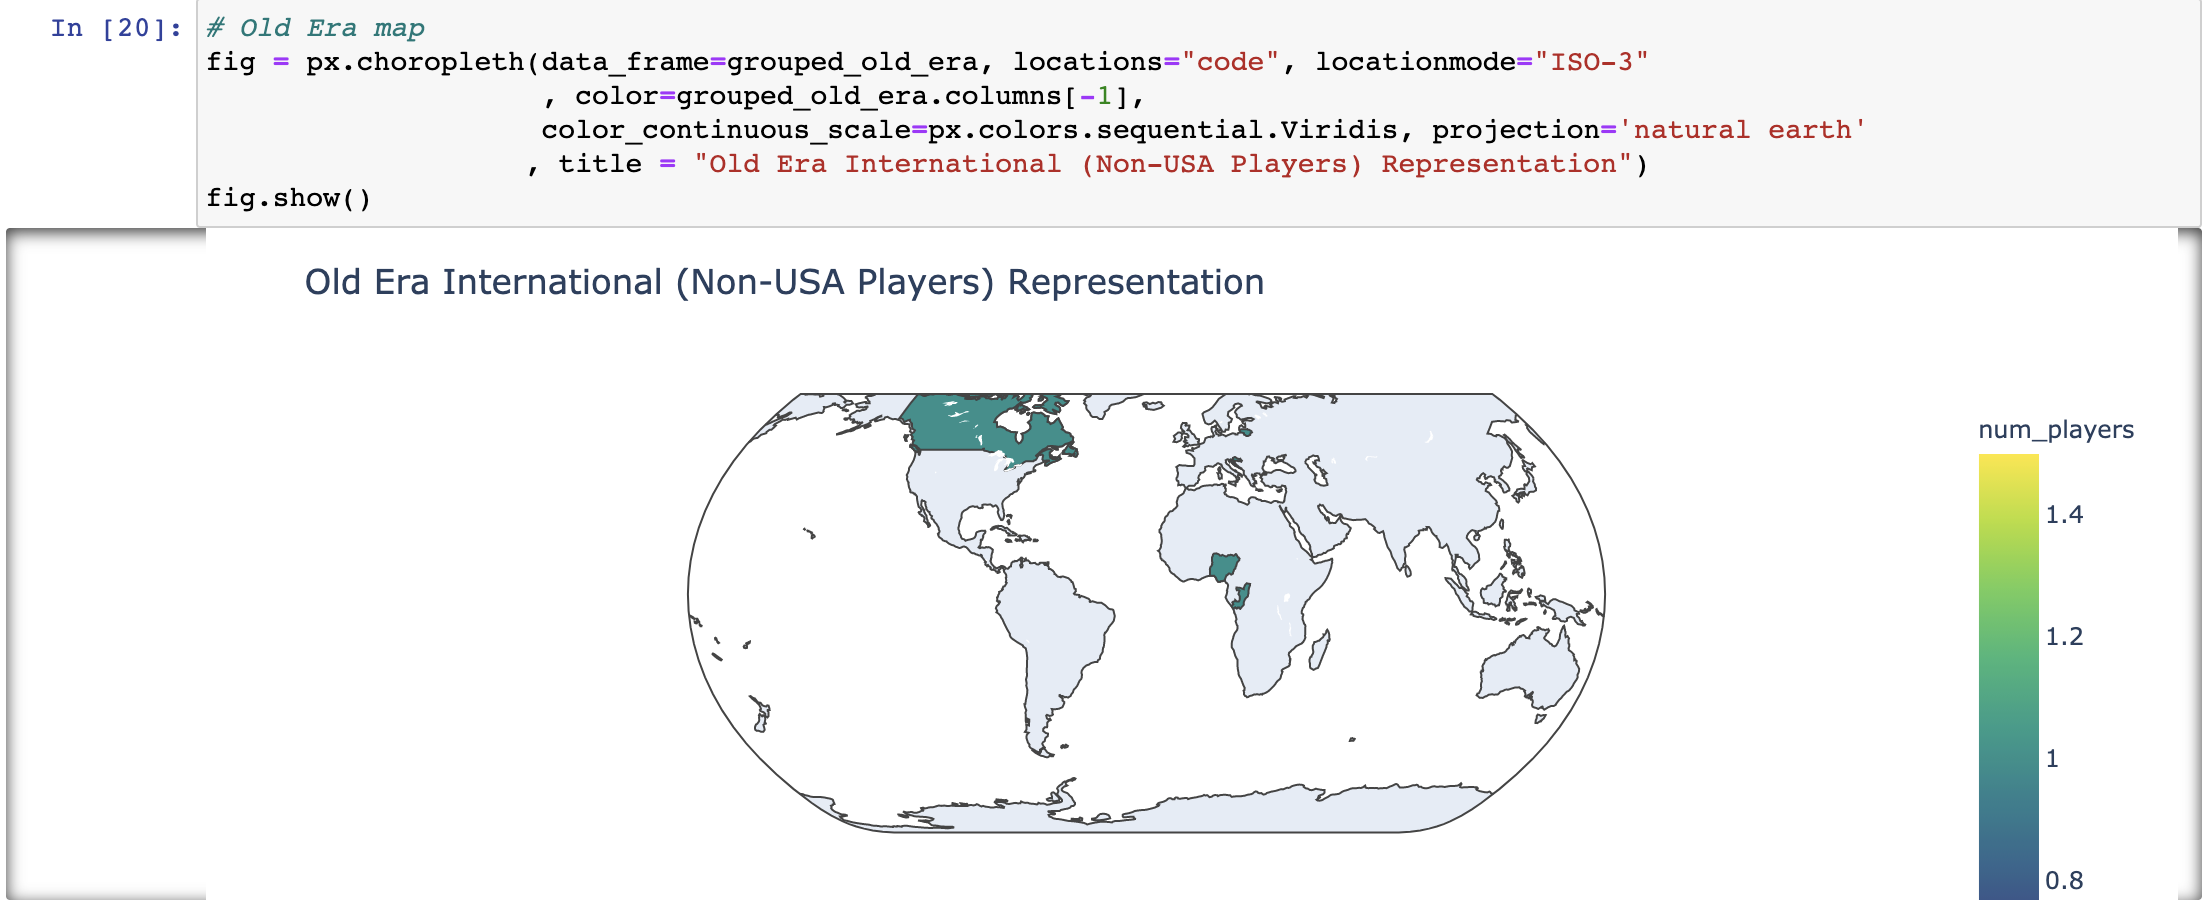 In [20]:
# Old Era map
fig = px.choropleth(data_frame=grouped_old_era, locations="code", locationmode="ISO-3"
, color=grouped_old_era.columns[-1],
color_continuous_scale=px.colors.sequential.Viridis, projection='natural earth'
, title = "Old Era International (Non-USA Players) Representation")
fig.show()
Old Era International (Non-USA Players) Representation
num_players
1.4
1.2
1
0.8